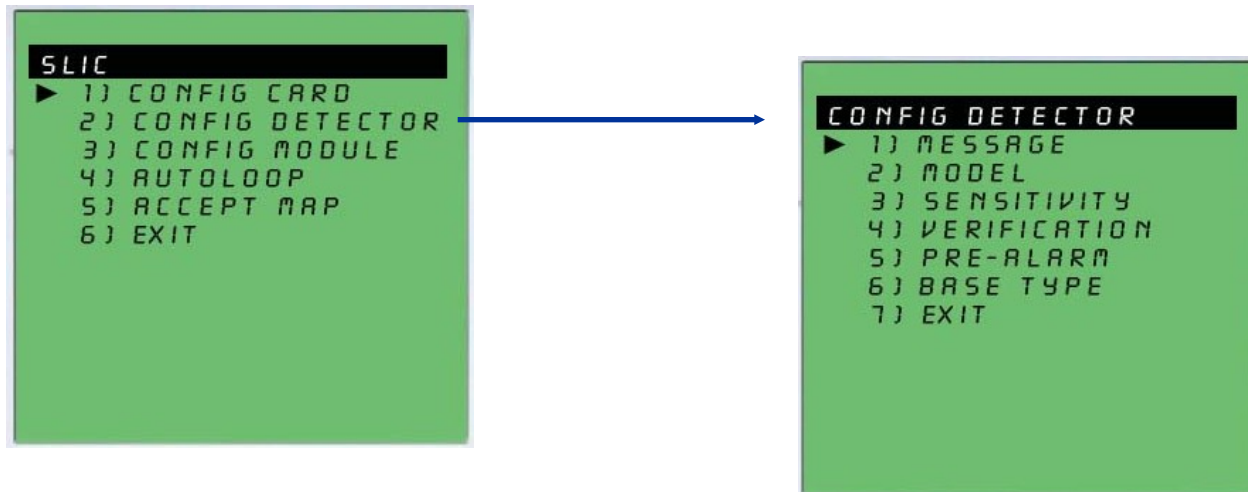 SLIC
1) CONFIG CARD
2) CONFIG DETECTOR
3) CONFIG MODULE
4) AUTOLOOP
5) ACCEPT MAP
6) EXIT
CONFIG DETECTOR
1) MESSAGE
2) MODEL
3) SENSITIVITY
4) VERIFICATION
5) PRE-ALARM
6) BASE TYPE
7) EXIT